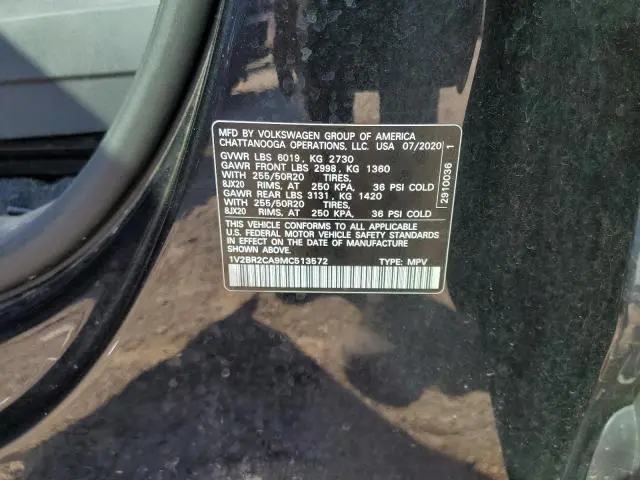 MFD BY VOLKSWAGEN GROUP OF AMERICA
CHATTANOOGA OPERATIONS, LLC. USA 07/2020
GVWR LBS 6019, KG 2730
GAWR FRONT LBS 2998, KG 1360
WITH 255/50R20 TIRES,
8JX20 RIMS, AT 250 KPA, 36 PSI COLD
GAWR REAR LBS 3131, KG 1420
WITH 255/50R20 TIRES,
8JX20 RIMS, AT 250 KPA, 36 PSI COLD
THIS VEHICLE CONFORMS TO ALL APPLICABLE
U.S. FEDERAL MOTOR VEHICLE SAFETY STANDARDS
IN EFFECT ON THE DATE OF MANUFACTURE
SHOWN ABOVE.
1V2BR2CA9MC513572 TYPE: MPV
2910036 1